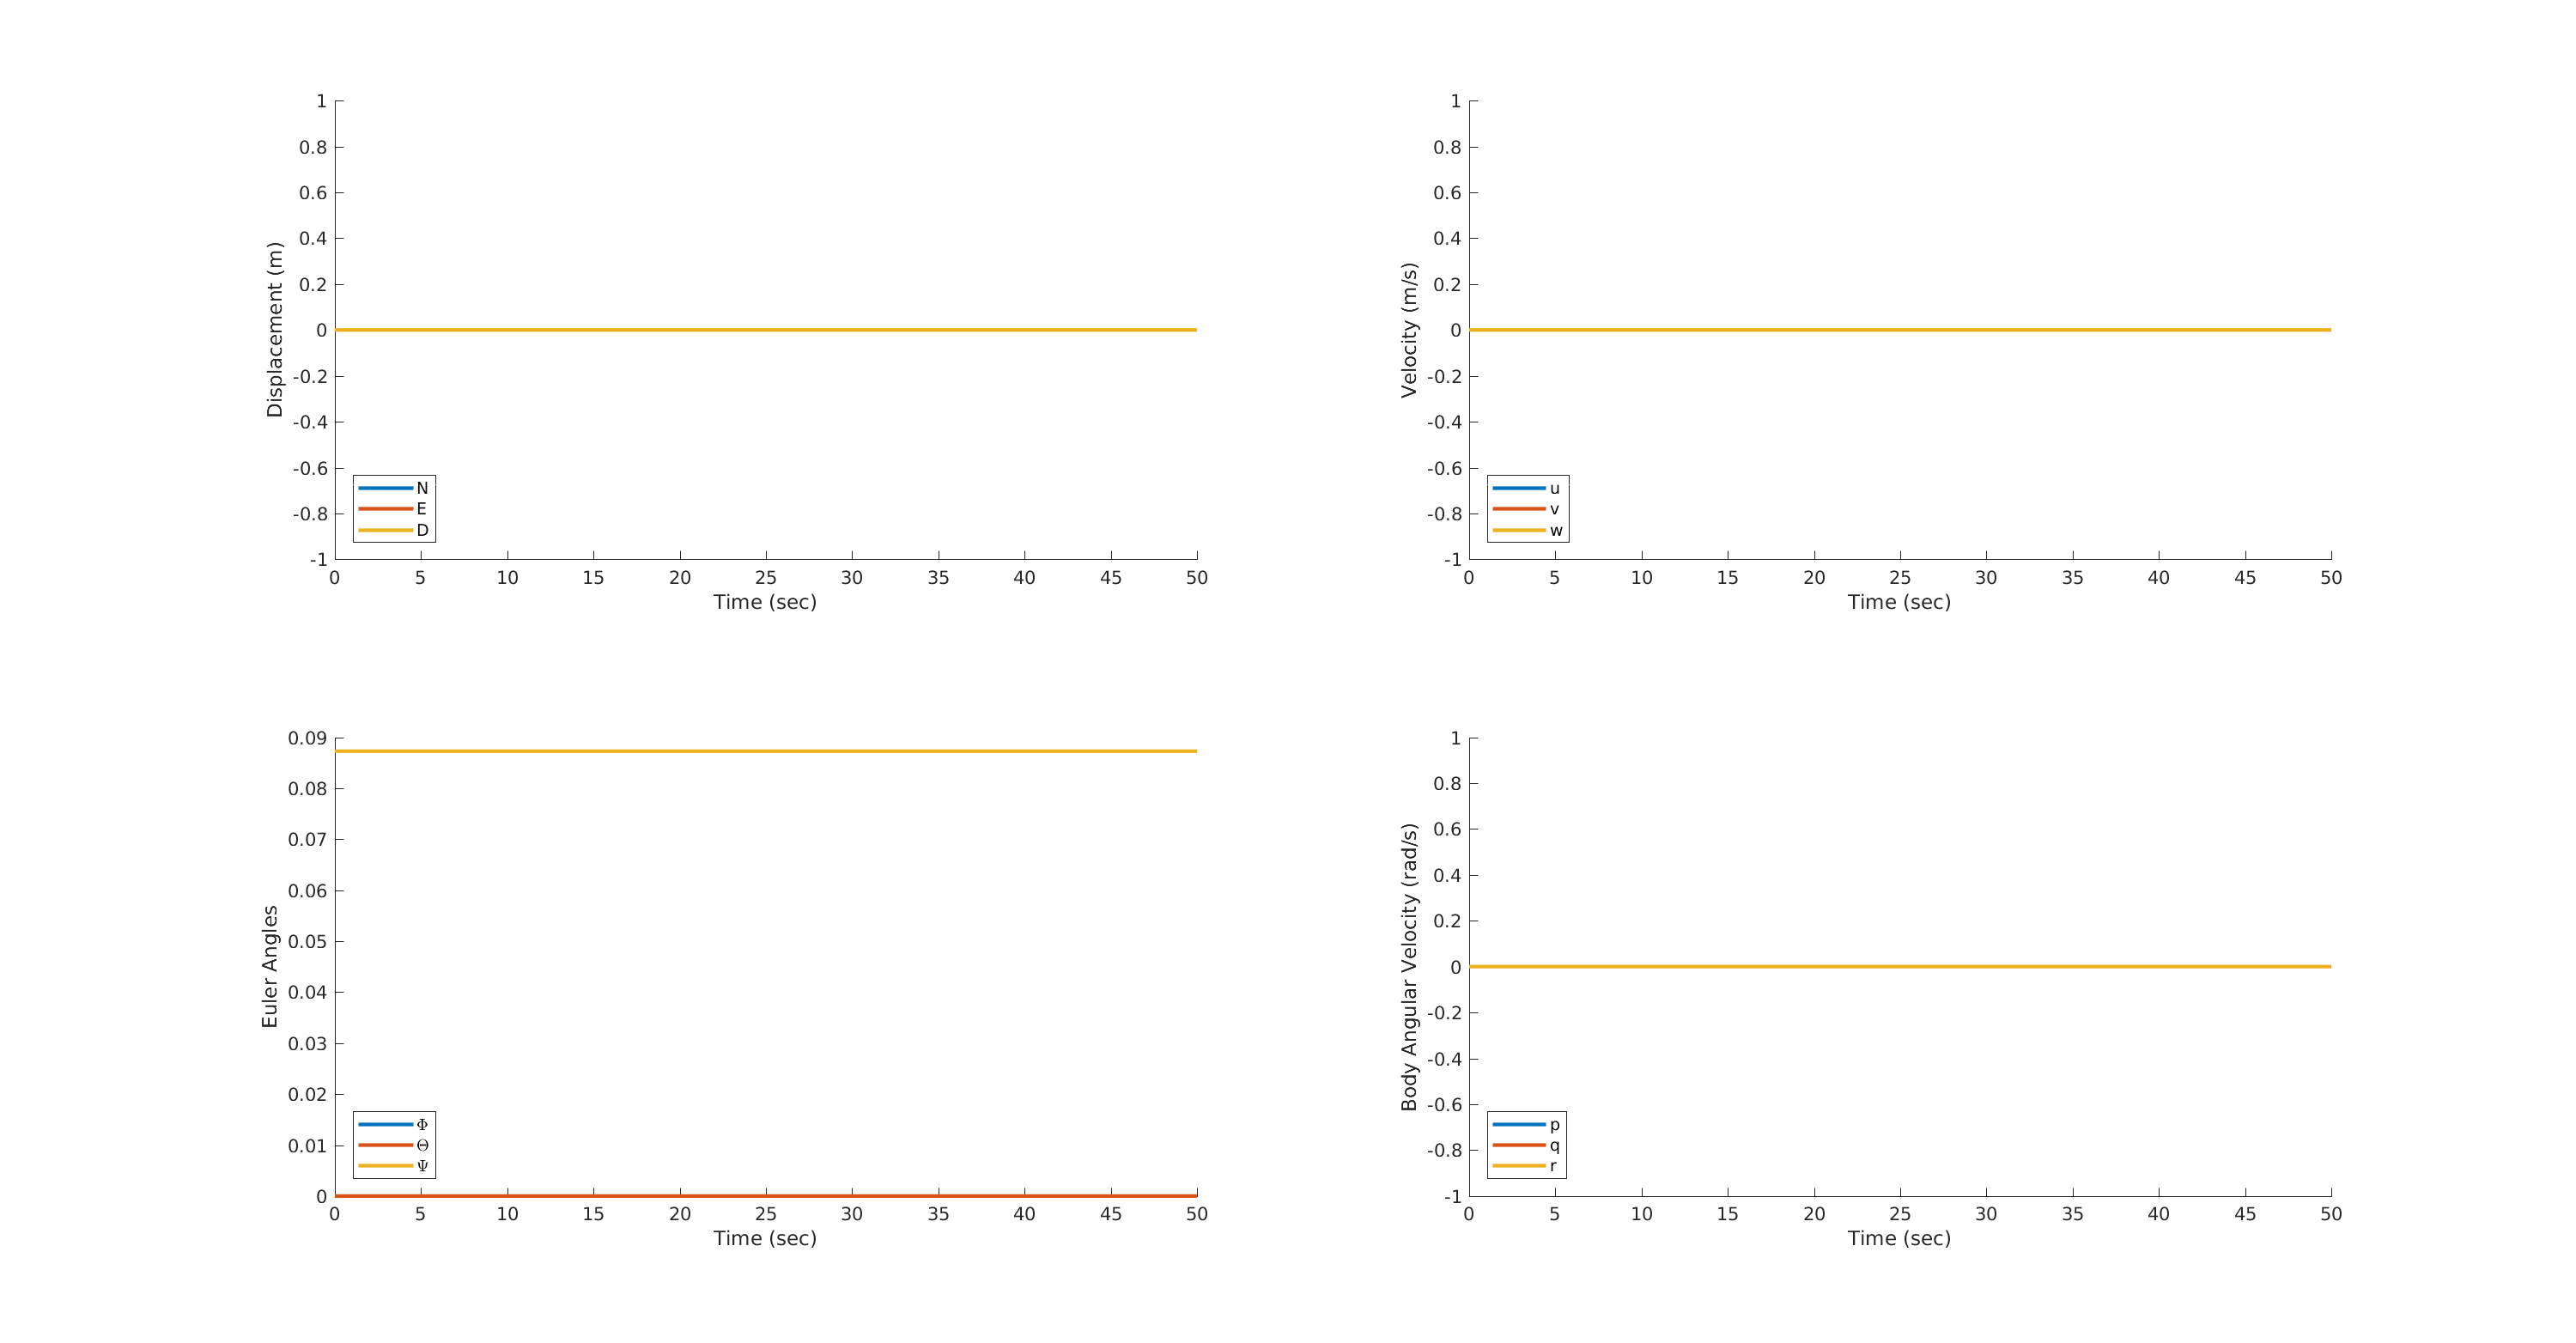 1
0.8
0.6
0.4
0.2
0
-0.2
-0.4
-0.6
-0.8
-1
Displacement (m)
N
E
D
0 5 10 15 20 25 30 35 40 45 50
Time (sec)
1
0.8
0.6
0.4
0.2
0
-0.2
-0.4
-0.6
-0.8
-1
Velocity (m/s)
u
v
w
0 5 10 15 20 25 30 35 40 45 50
Time (sec)
0.09
0.08
0.07
0.06
0.05
0.04
0.03
0.02
0.01
0
Euler Angles
Φ
Θ
Ψ
0 5 10 15 20 25 30 35 40 45 50
Time (sec)
1
0.8
0.6
0.4
0.2
0
-0.2
-0.4
-0.6
-0.8
-1
Body Angular Velocity (rad/s)
p
q
r
0 5 10 15 20 25 30 35 40 45 50
Time (sec)